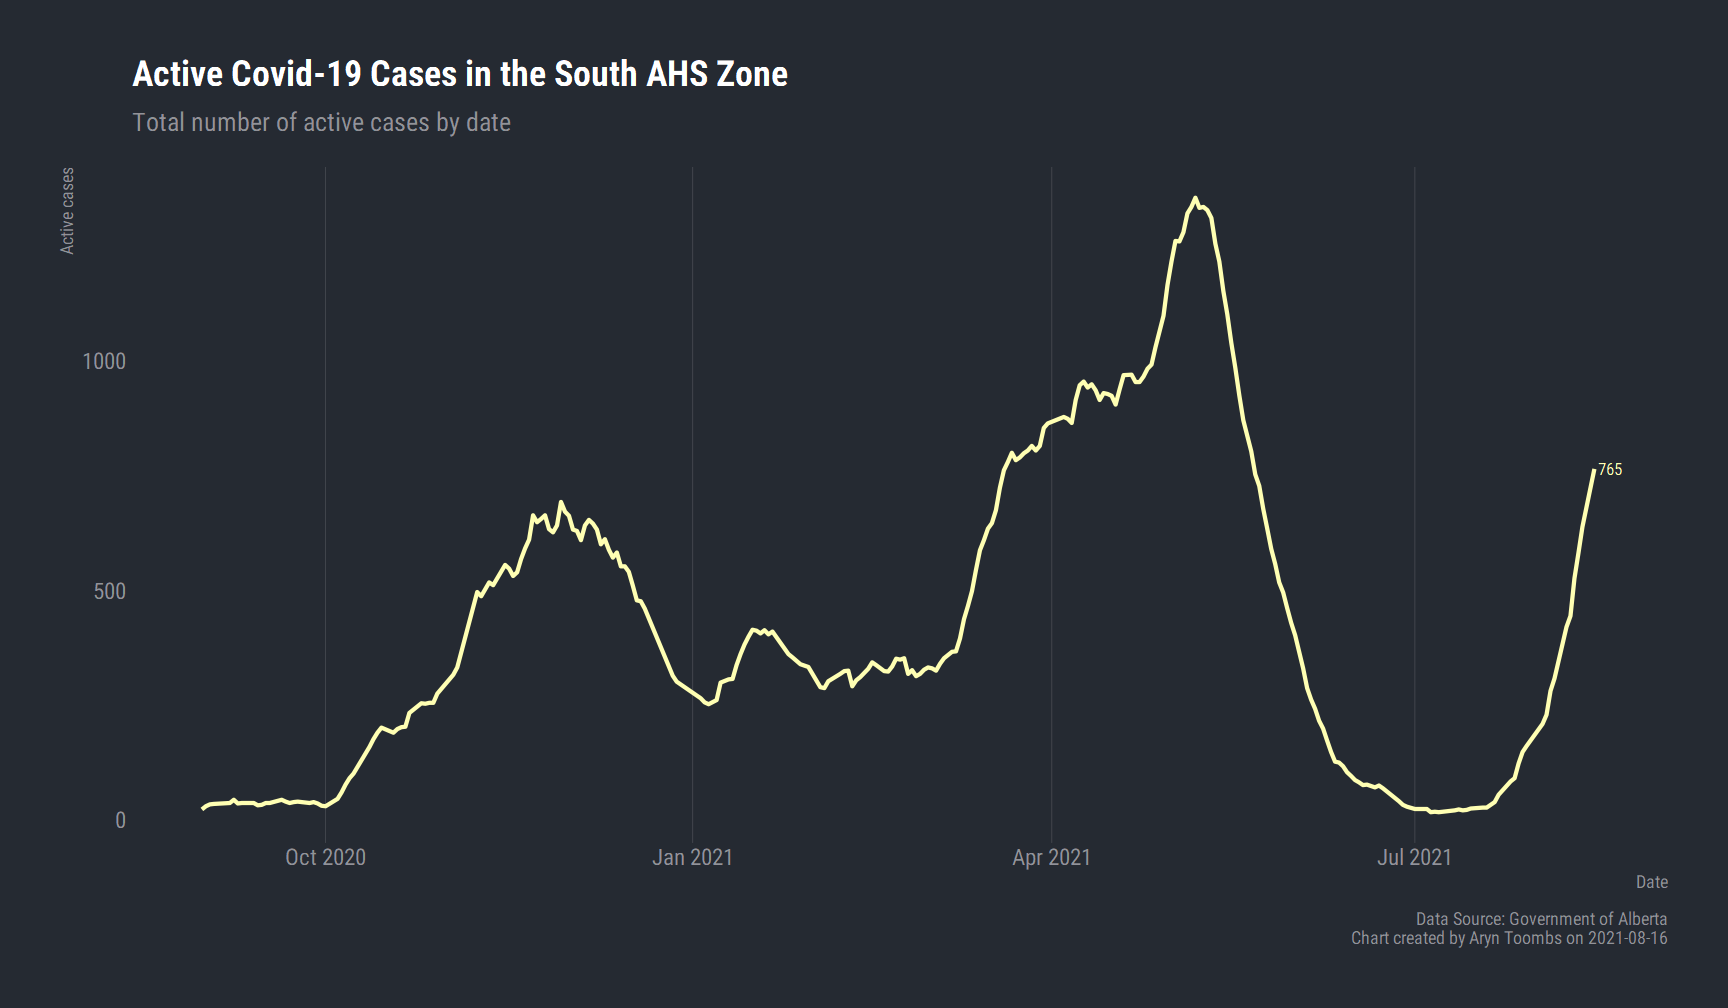 Active Covid-19 Cases in the South AHS Zone
Total number of active cases by date
Active cases
1000
500
0
765
Oct 2020
Jan 2021
Apr 2021
Jul 2021
Date
Data Source: Government of Alberta
Chart created by Aryn Toombs on 2021-08-16